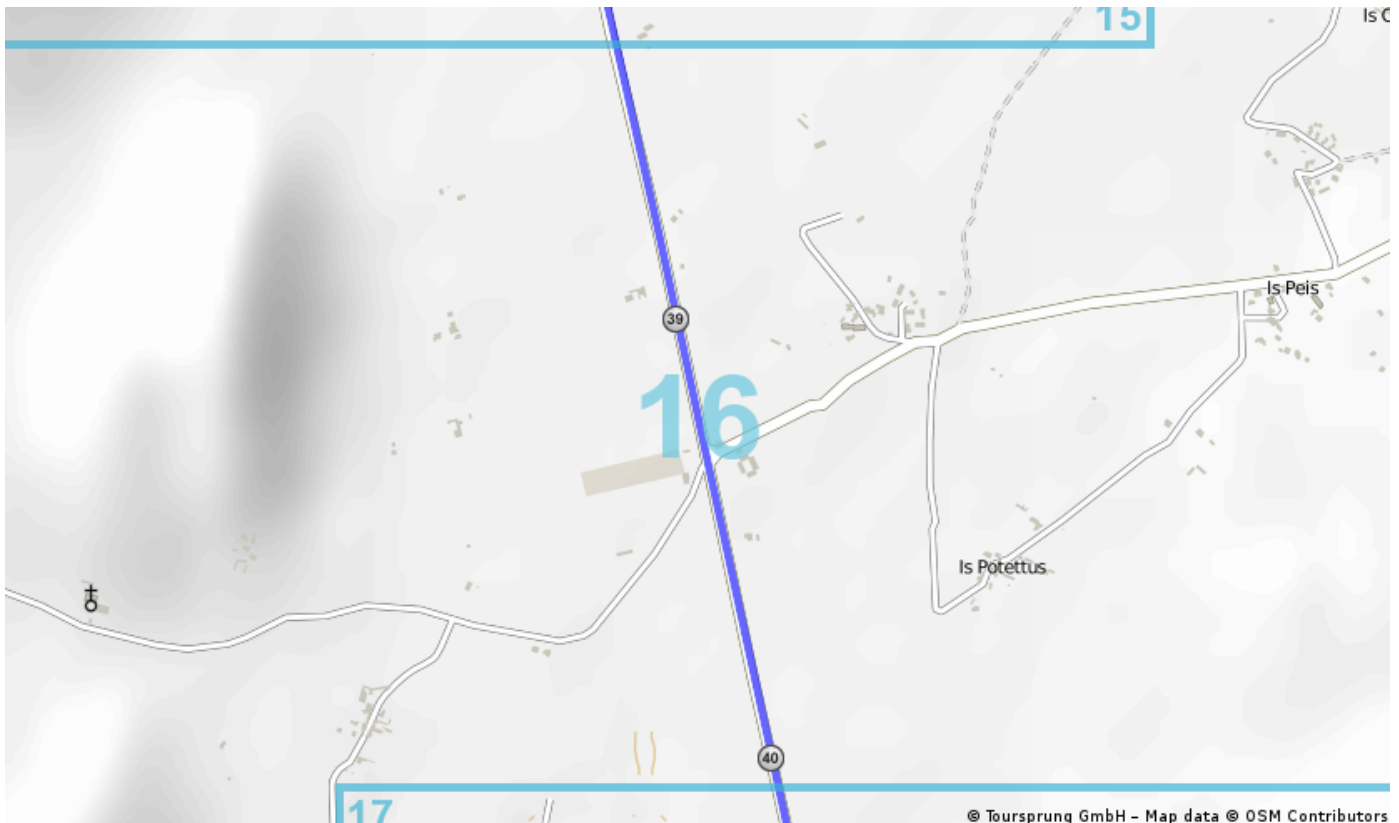 15
Is C
39
Is Peis
16
Is Potettus
40
17
© Toursprung GmbH – Map data © OSM Contributors